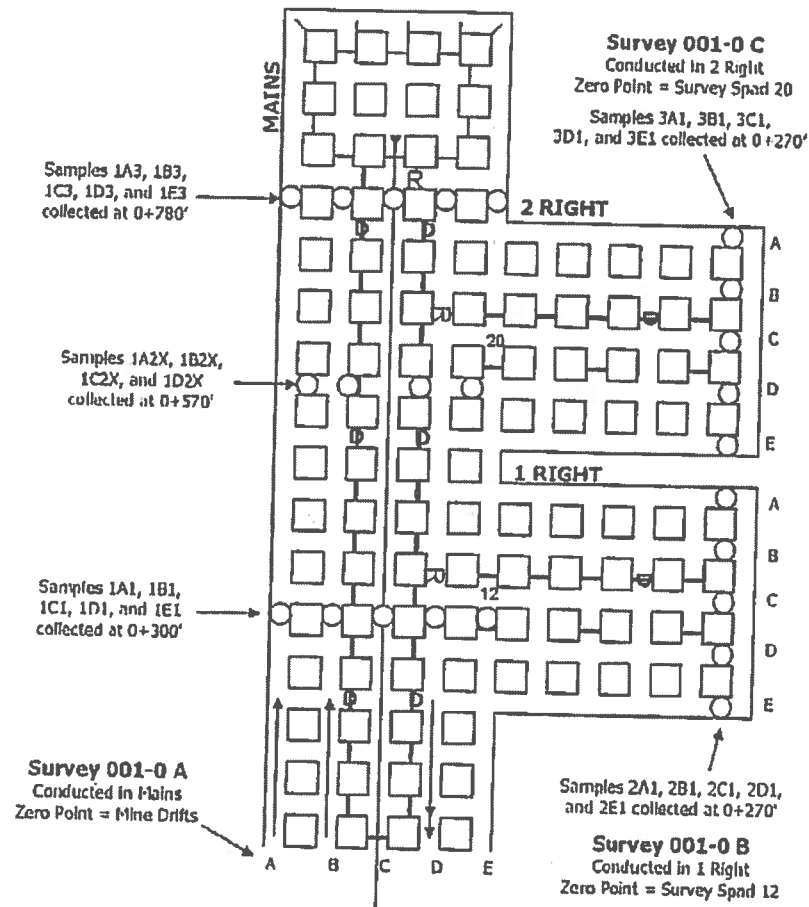 MAINS
Survey 001-0 C
Conducted in 2 Right
Zero Point = Survey Spad 20
Samples 3A1, 3B1, 3C1,
3D1, and 3E1 collected at 0+270'
Samples 1A3, 1B3,
1C3, 1D3, and 1E3
collected at 0+780'
R
2 RIGHT
A
B
C
D
E
D
D
R
D
20
Samples 1A2X, 1B2X,
1C2X, and 1D2X
collected at 0+570'
D
D
1 RIGHT
A
B
C
D
E
R
D
12
Samples 1A1, 1B1,
1C1, 1D1, and 1E1
collected at 0+300'
D
D
Survey 001-0 A
Conducted in Mains
Zero Point = Mine Drifts
A
B
C
D
E
Samples 2A1, 2B1, 2C1, 2D1,
and 2E1 collected at 0+270'
Survey 001-0 B
Conducted in 1 Right
Zero Point = Survey Spad 12